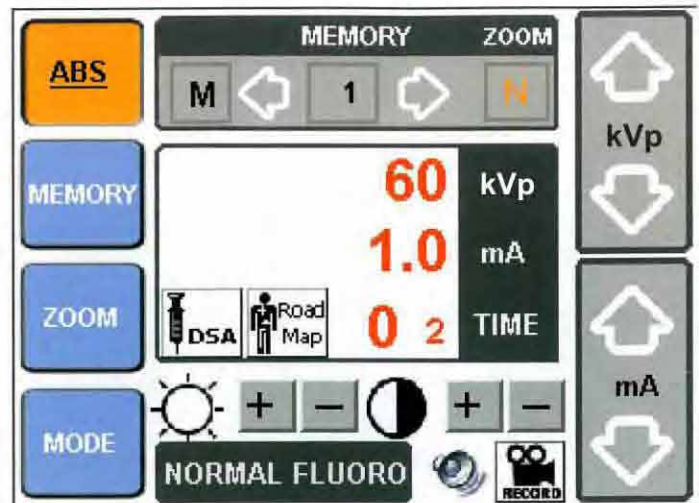 ABS
MEMORY ZOOM
M 1 N
kVp
MEMORY
60 kVp
1.0 mA
ZOOM
DSA
Road
Map
0 2 TIME
mA
+ − + −
MODE
NORMAL FLUORO
RECORD